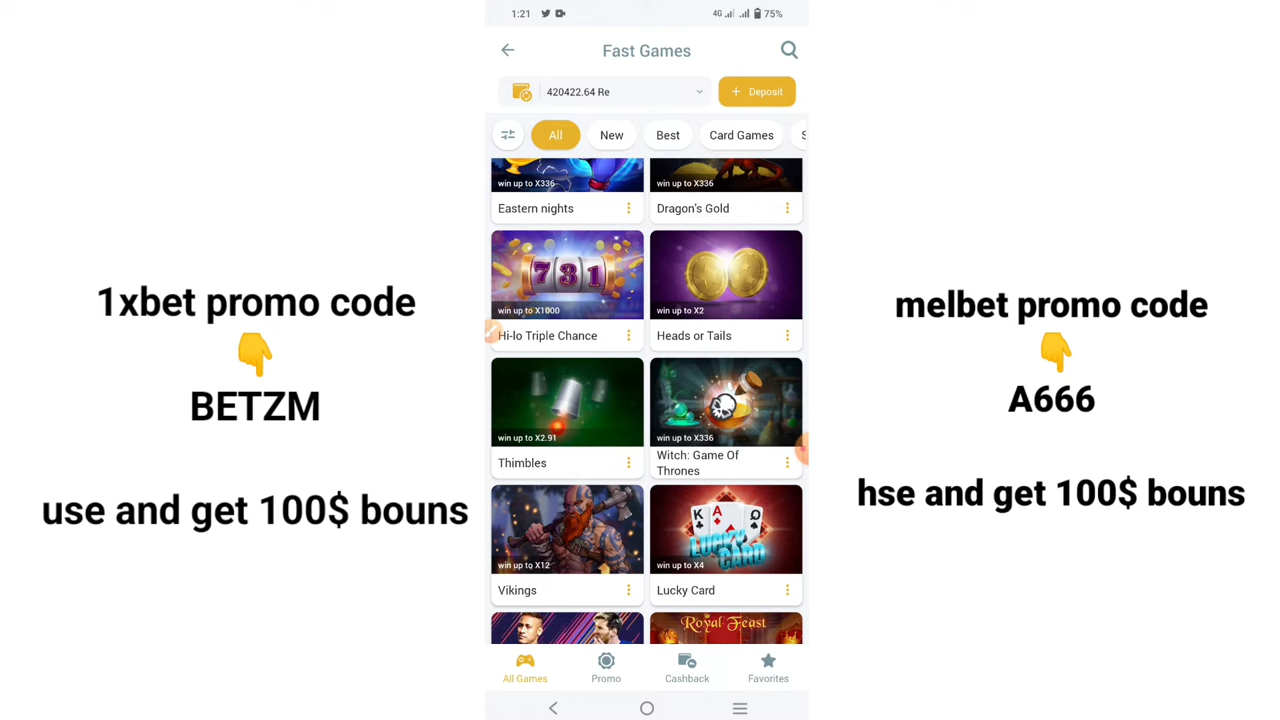 1:21
4G
75%
Fast Games
420422.64 Re
+ Deposit
All
New
Best
Card Games
S
win up to X336
Eastern nights
win up to X336
Dragon's Gold
731
win up to X1000
Hi-lo Triple Chance
win up to X2
Heads or Tails
win up to X2.91
Thimbles
win up to X336
Witch: Game Of
Thrones
win up to X12
Vikings
K A Q
LUCKY
CARD
win up to X4
Lucky Card
ROYAL FEAST
All Games
Promo
Cashback
Favorites
1xbet promo code
👇
BETZM
use and get 100$ bouns
melbet promo code
👇
A666
hse and get 100$ bouns